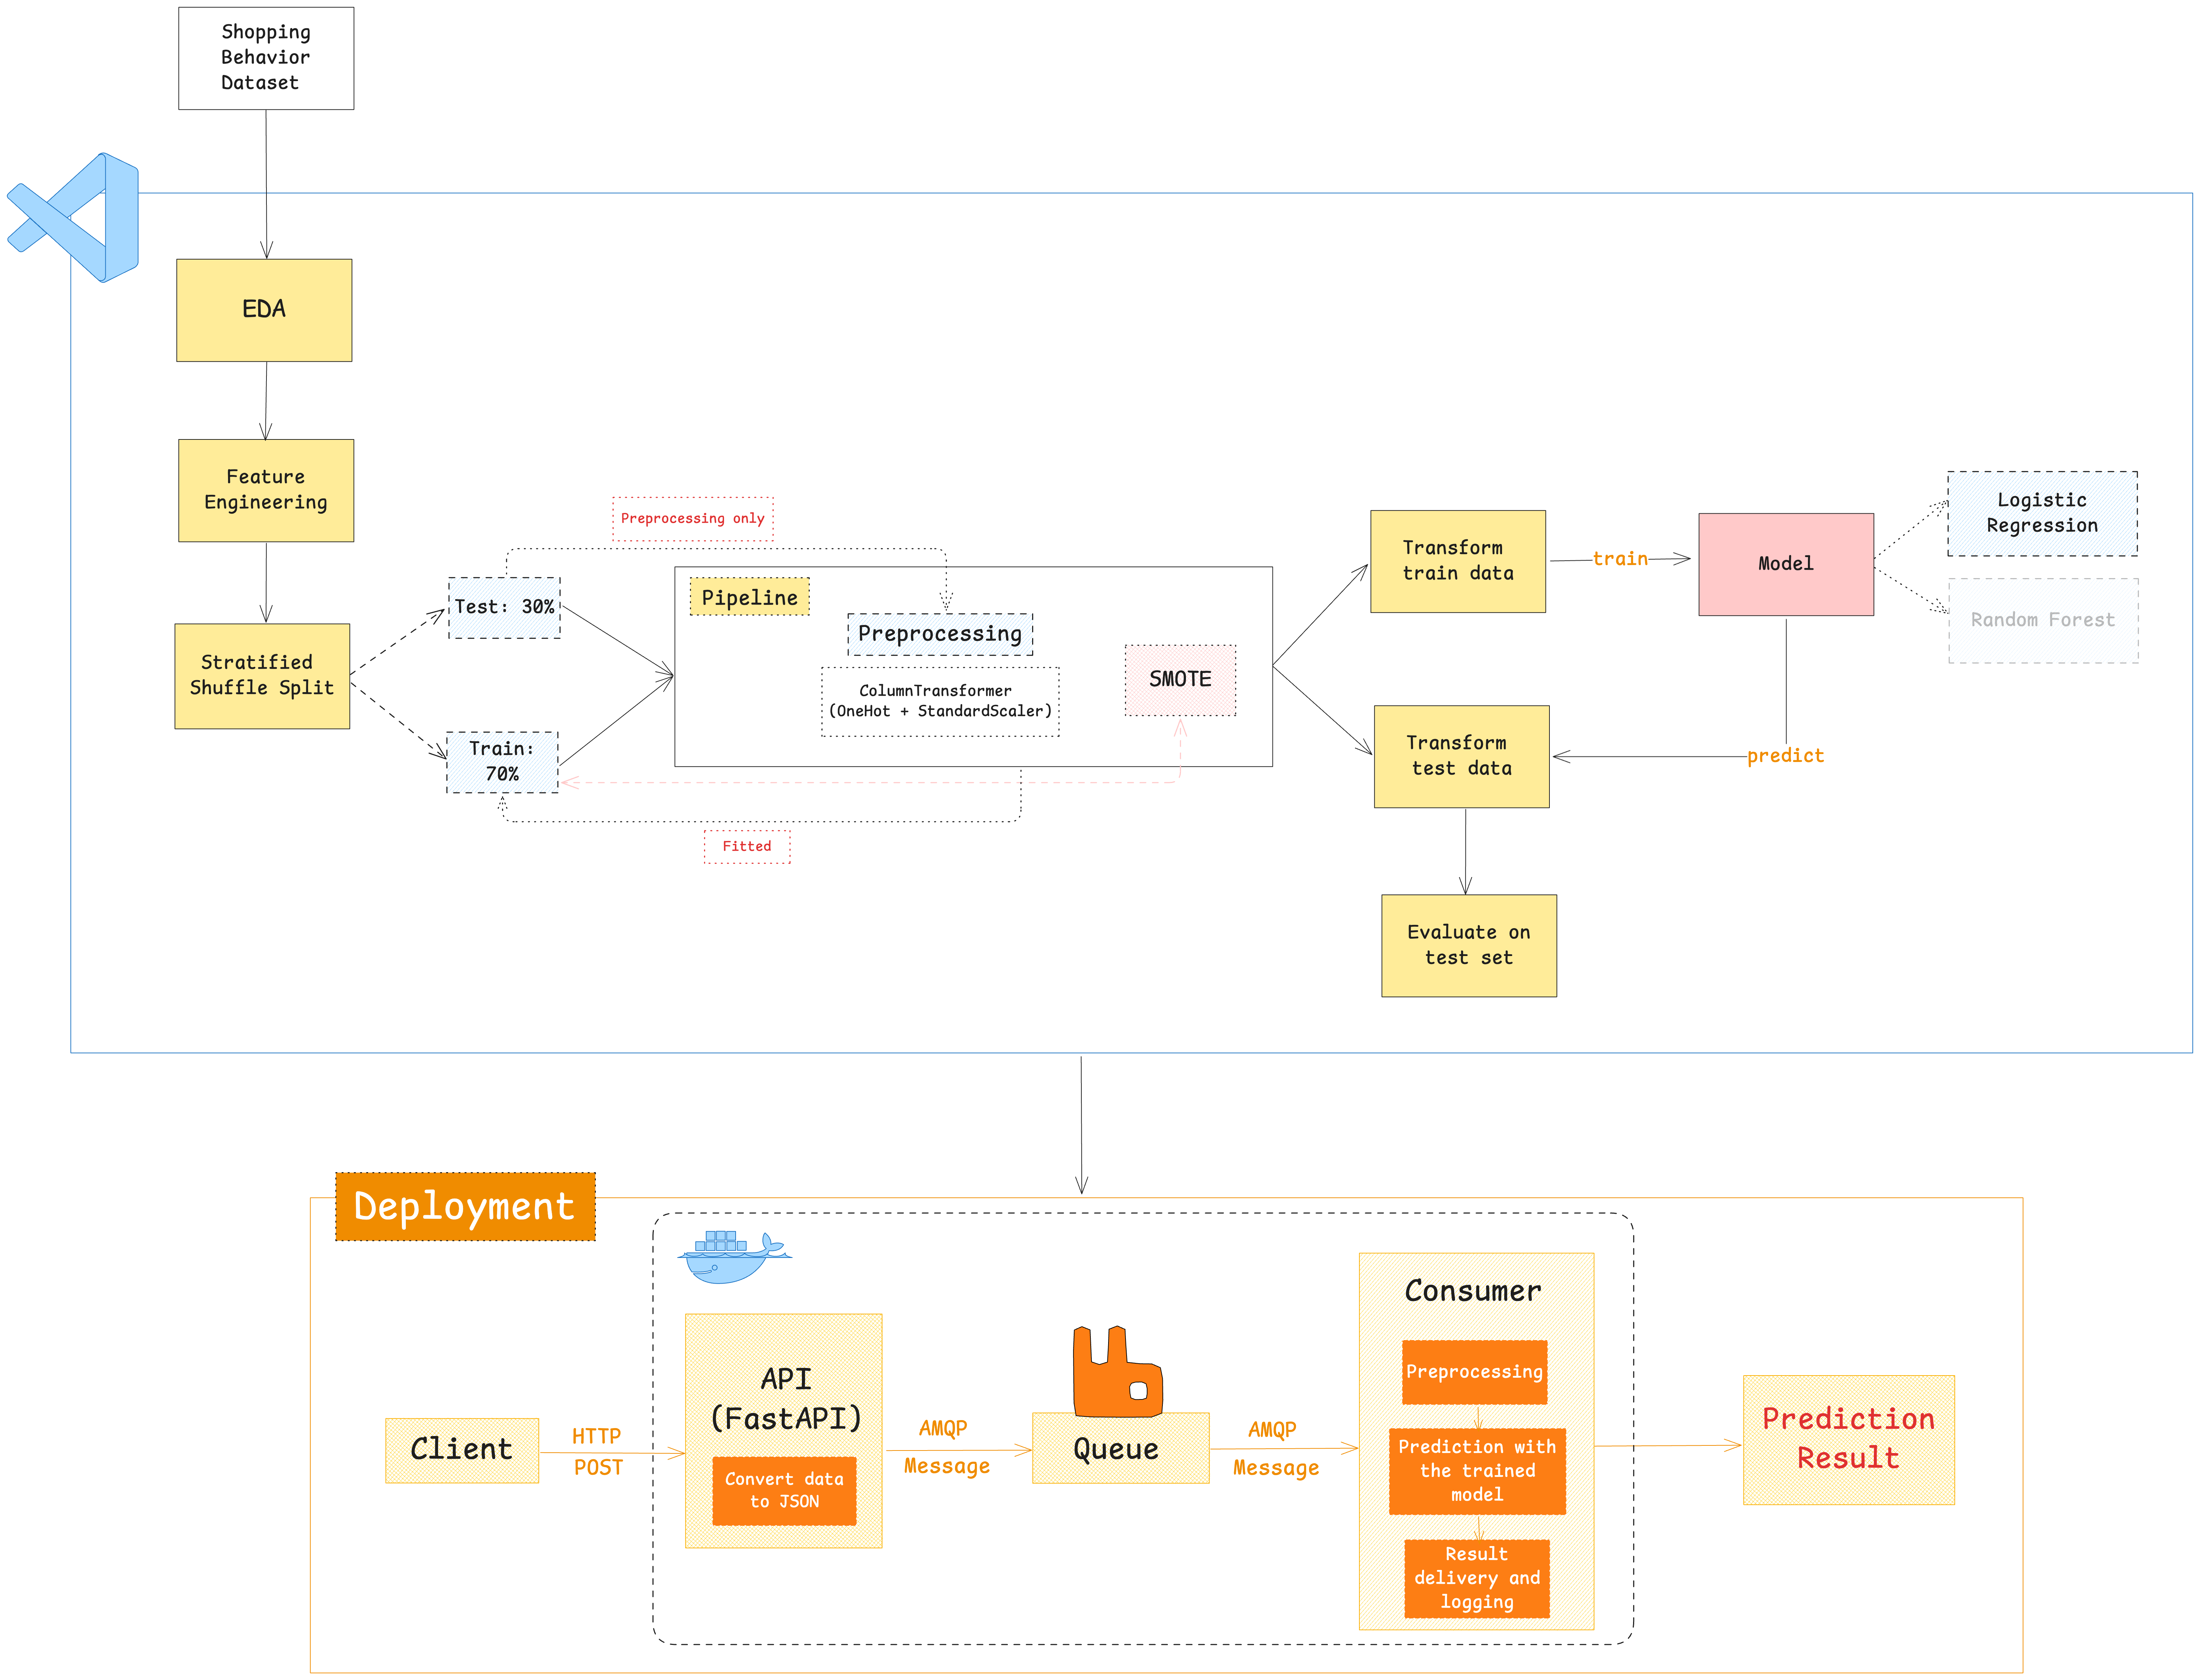 Shopping
Behavior
Dataset
EDA
Feature
Engineering
Stratified
Shuffle Split
Test: 30%
Train:
70%
Preprocessing only
Pipeline
Preprocessing
ColumnTransformer
(OneHot + StandardScaler)
SMOTE
Fitted
Transform
train data
train
Model
Logistic
Regression
Random Forest
Transform
test data
predict
Evaluate on
test set
Deployment
Client
HTTP
POST
API
(FastAPI)
Convert data
to JSON
AMQP
Message
Queue
AMQP
Message
Consumer
Preprocessing
Prediction with
the trained
model
Result
delivery and
logging
Prediction
Result